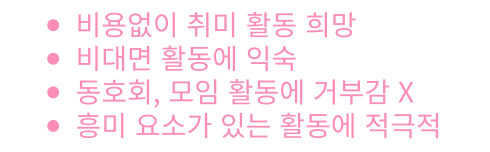 • 비용없이 취미 활동 희망
• 비대면 활동에 익숙
• 동호회, 모임 활동에 거부감 X
• 흥미 요소가 있는 활동에 적극적